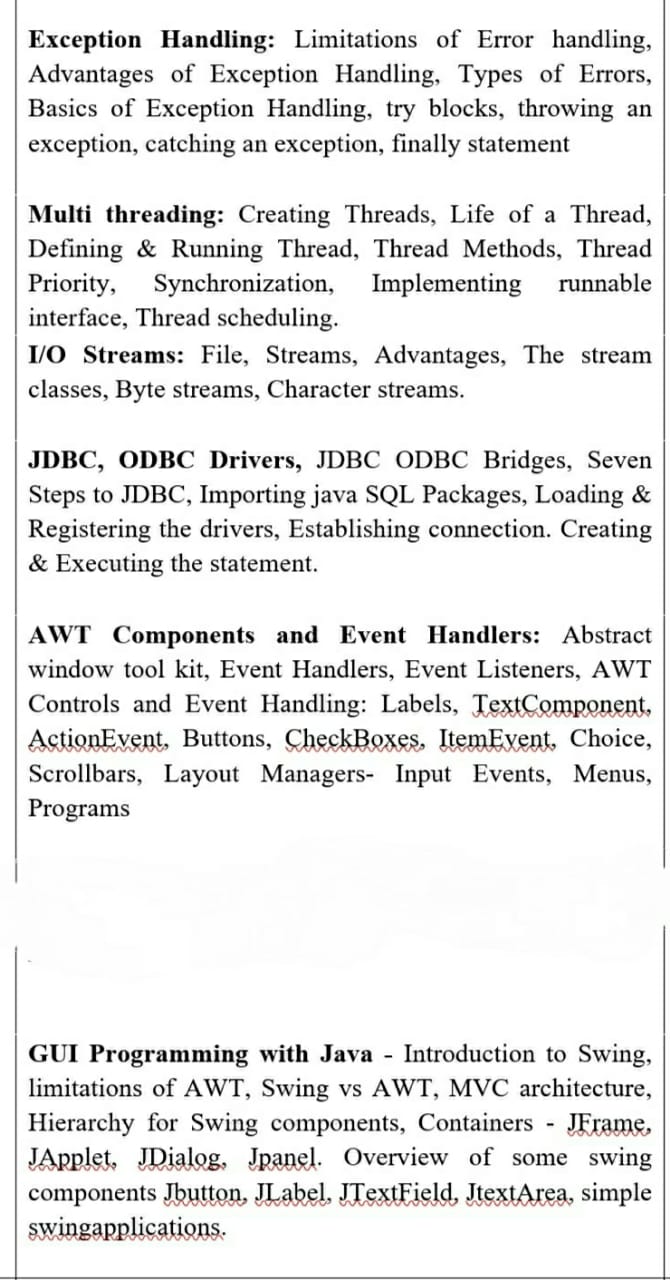 Exception Handling: Limitations of Error handling,
Advantages of Exception Handling, Types of Errors,
Basics of Exception Handling, try blocks, throwing an
exception, catching an exception, finally statement
Multi threading: Creating Threads, Life of a Thread,
Defining & Running Thread, Thread Methods, Thread
Priority, Synchronization, Implementing runnable
interface, Thread scheduling.
I/O Streams: File, Streams, Advantages, The stream
classes, Byte streams, Character streams.
JDBC, ODBC Drivers, JDBC ODBC Bridges, Seven
Steps to JDBC, Importing java SQL Packages, Loading &
Registering the drivers, Establishing connection. Creating
& Executing the statement.
AWT Components and Event Handlers: Abstract
window tool kit, Event Handlers, Event Listeners, AWT
Controls and Event Handling: Labels, TextComponent,
ActionEvent, Buttons, CheckBoxes, ItemEvent, Choice,
Scrollbars, Layout Managers- Input Events, Menus,
Programs
GUI Programming with Java - Introduction to Swing,
limitations of AWT, Swing vs AWT, MVC architecture,
Hierarchy for Swing components, Containers - JFrame,
JApplet, JDialog, Jpanel. Overview of some swing
components Jbutton, JLabel, JTextField, JtextArea, simple
swingapplications.